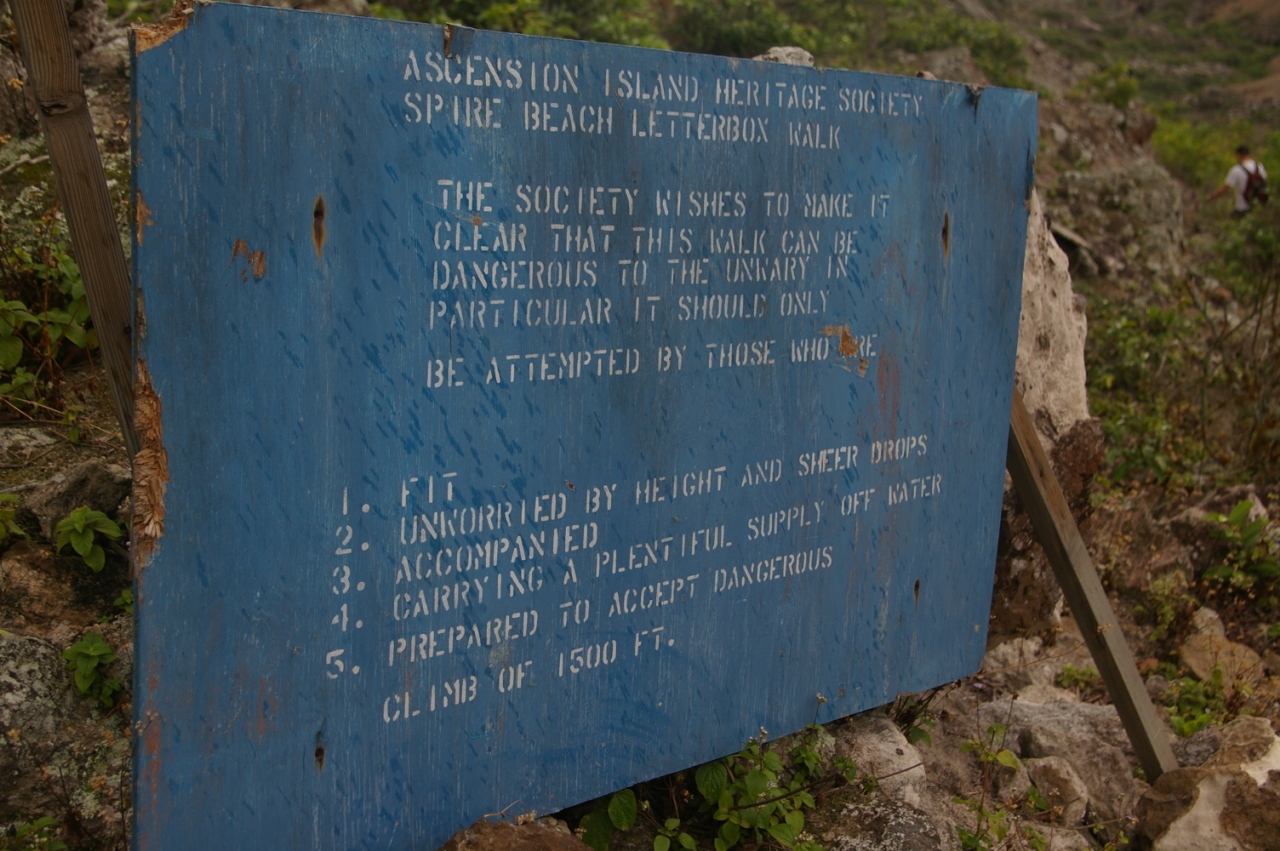 ASCENSION ISLAND HERITAGE SOCIETY
SPIRE BEACH LETTERBOX WALK
THE SOCIETY WISHES TO MAKE IT
CLEAR THAT THIS WALK CAN BE
DANGEROUS TO THE UNWARY IN
PARTICULAR IT SHOULD ONLY
BE ATTEMPTED BY THOSE WHO RE
1. FIT
2. UNWORRIED BY HEIGHT AND SHEER DROPS
3. ACCOMPANIED
4. CARRYING A PLENTIFUL SUPPLY OFF WATER
5. PREPARED TO ACCEPT DANGEROUS
CLIMB OF 1500 FT.